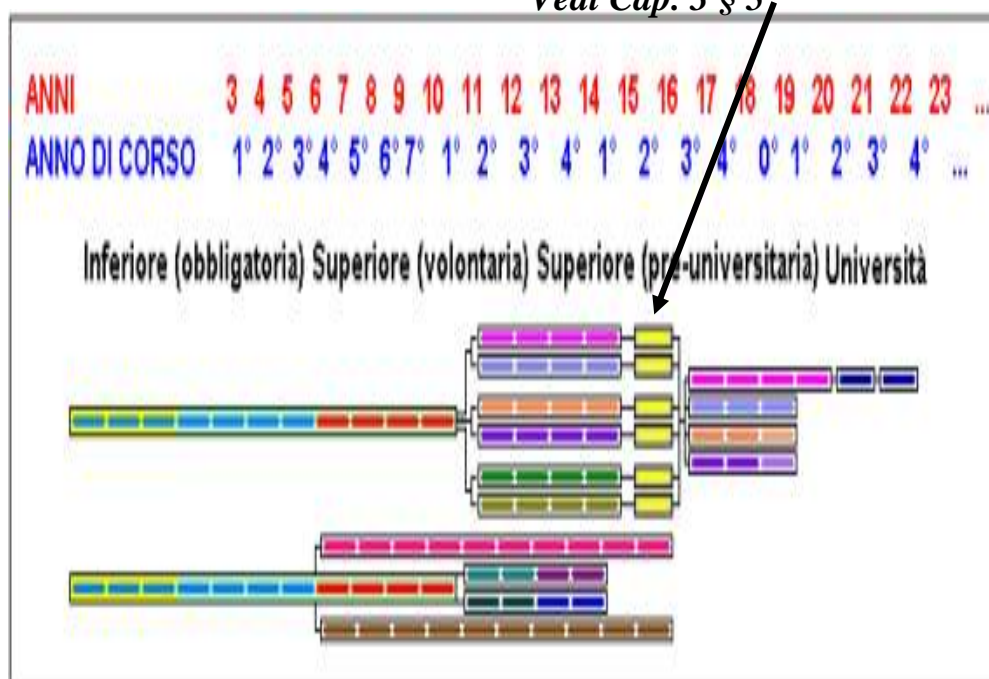 Vedi Cap. 3 § 3
ANNI 3 4 5 6 7 8 9 10 11 12 13 14 15 16 17 18 19 20 21 22 23 ...
ANNO DI CORSO 1° 2° 3° 4° 5° 6° 7° 1° 2° 3° 4° 1° 2° 3° 4° 0° 1° 2° 3° 4° ...
Inferiore (obbligatoria) Superiore (volontaria) Superiore (pre-universitaria) Università